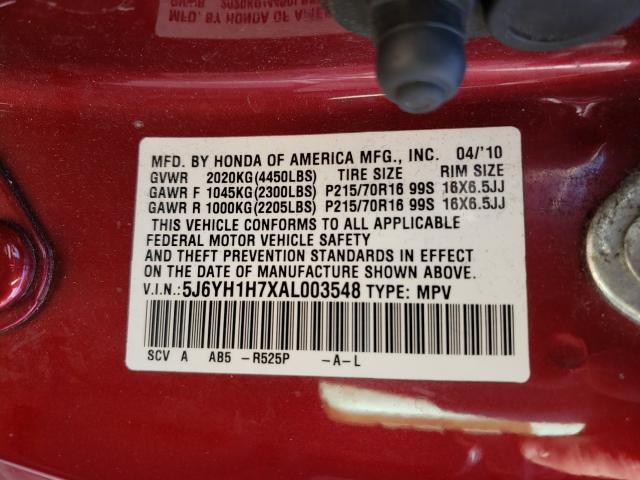 MFD. BY HONDA OF AMERICA MFG., INC. 04/'10
GVWR 2020KG(4450LBS) TIRE SIZE RIM SIZE
GAWR F 1045KG(2300LBS) P215/70R16 99S 16X6.5JJ
GAWR R 1000KG(2205LBS) P215/70R16 99S 16X6.5JJ
THIS VEHICLE CONFORMS TO ALL APPLICABLE
FEDERAL MOTOR VEHICLE SAFETY
AND THEFT PREVENTION STANDARDS IN EFFECT
ON THE DATE OF MANUFACTURE SHOWN ABOVE.
V.I.N.: 5J6YH1H7XAL003548 TYPE: MPV
SCV A AB5 -R525P -A-L